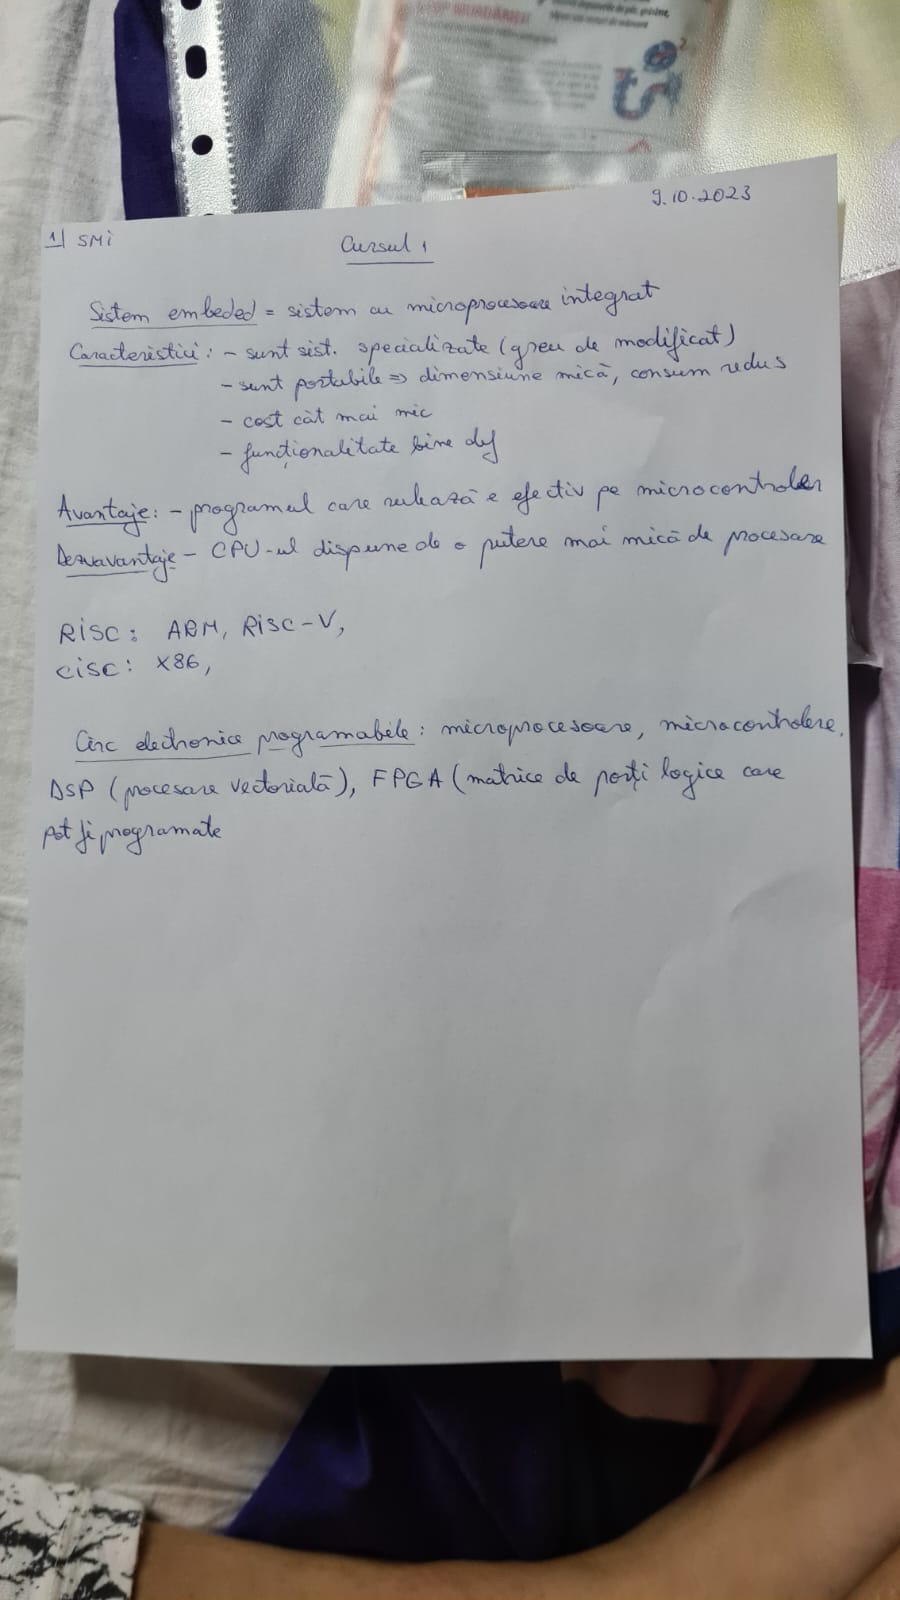 STOP MURDĂRIEI!
9.10.2023
1| SMi
Cursul 1
Sistem embeded = sistem cu microprocesoare integrat
Caracteristici: - sunt sist. specializate (greu de modificat)
- sunt portabile => dimensiune mică, consum redus
- cost cât mai mic
- funcționalitate bine def
Avantaje: - programul care rulează e efectiv pe microcontroler
Dezavantaje - CPU-ul dispune de o putere mai mică de procesare
RiSC: ARM, RiSC-V,
CiSC: X86,
Circ electronice programabile: microprocesoare, microcontrolere,
DSP (procesare vectorială), FPGA (matrice de porți logice care
pot fi programate